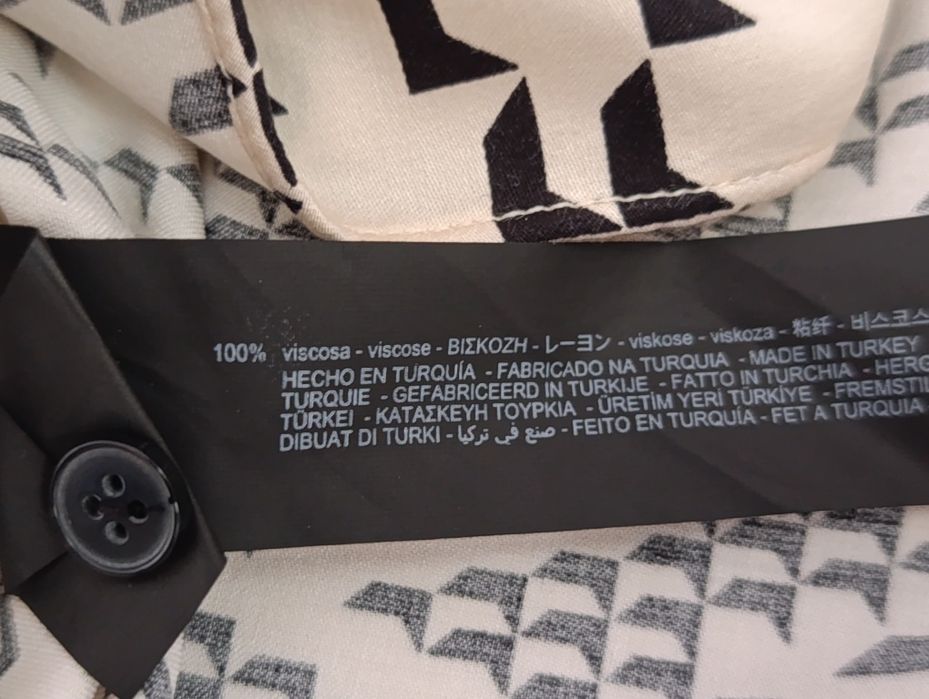 100% viscosa - viscose - ΒΙΣΚΟΖΗ - レーヨン - viskose - viskoza - 粘纤 - 비스코스
HECHO EN TURQUÍA - FABRICADO NA TURQUIA - MADE IN TURKEY
TURQUIE - GEFABRICEERD IN TURKIJE - FATTO IN TURCHIA - HERG
TÜRKEI - ΚΑΤΑΣΚΕΥΗ ΤΟΥΡΚΙΑ - ÜRETİM YERİ TÜRKİYE - FREMSTIL
DIBUAT DI TURKI - صنع في تركيا - FEITO EN TURQUÍA - FET A TURQUIA